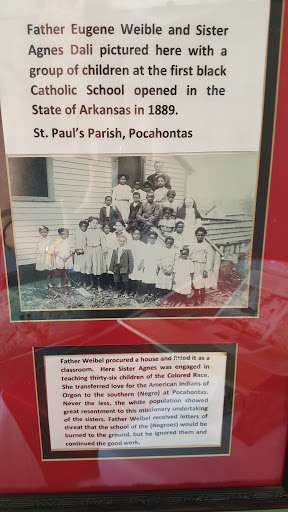 Father Eugene Weible and Sister
Agnes Dali pictured here with a
group of children at the first black
Catholic School opened in the
State of Arkansas in 1889.
St. Paul's Parish, Pocahontas
Father Weibel procured a house and fitted it as a
classroom. Here Sister Agnes was engaged in
teaching thirty-six children of the Colored Race.
She transferred love for the American Indians of
Orgon to the southern (Negro) at Pocahontas.
Never the less, the white population showed
great resentment to this missionary undertaking
of the sisters. Father Weibel received letters of
threat that the school of the (Negroes) would be
burned to the ground, but he ignored them and
continued the good work.